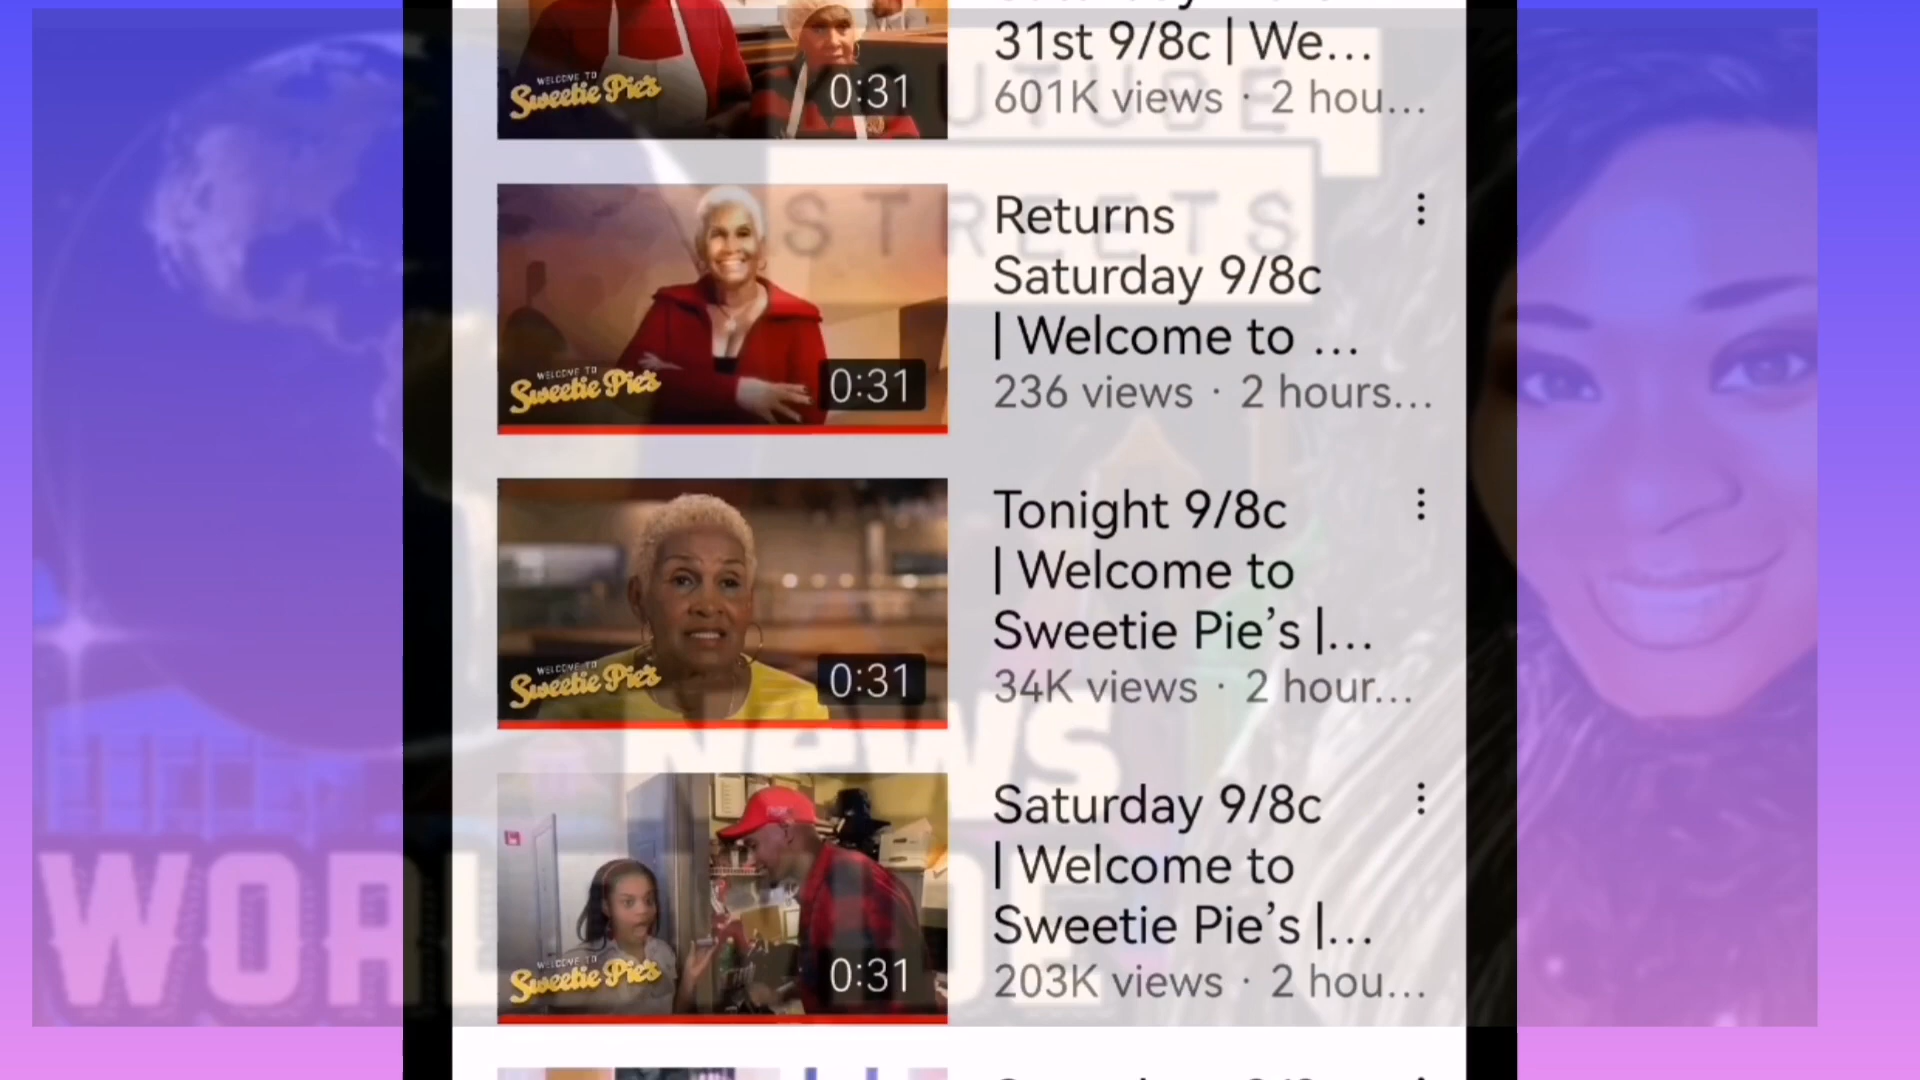 31st 9/8c | We...
601K views · 2 hou...
WELCOME TO
Sweetie Pie's
0:31
STREETS
Returns
Saturday 9/8c
| Welcome to ...
236 views · 2 hours...
WELCOME TO
Sweetie Pie's
0:31
Tonight 9/8c
| Welcome to
Sweetie Pie’s |...
34K views · 2 hour...
WELCOME TO
Sweetie Pie's
0:31
News
Saturday 9/8c
| Welcome to
Sweetie Pie’s |...
203K views · 2 hou...
WELCOME TO
Sweetie Pie's
0:31